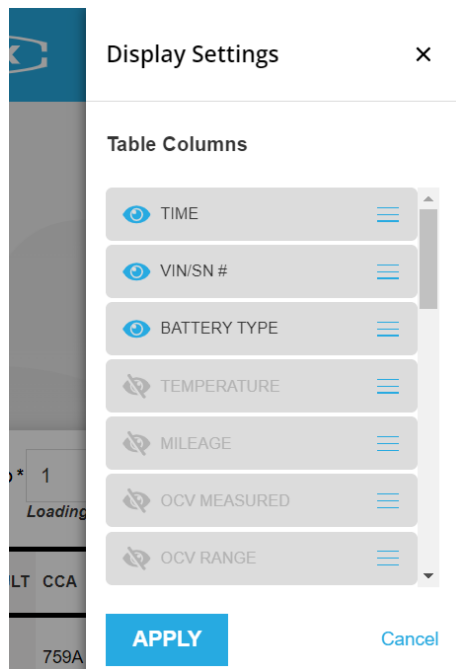 Display Settings
Table Columns
TIME
VIN/SN #
BATTERY TYPE
TEMPERATURE
MILEAGE
OCV MEASURED
OCV RANGE
* 1
Loading
LT CCA
759A
APPLY
Cancel